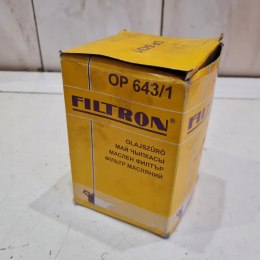 OP 643/1
FILTRON®
OLAJSZŰRŐ
МАЙ ЧЫПКАСЫ
МАСЛЕН ФИЛТЪР
ФІЛЬТР МАСЛЯНИЙ